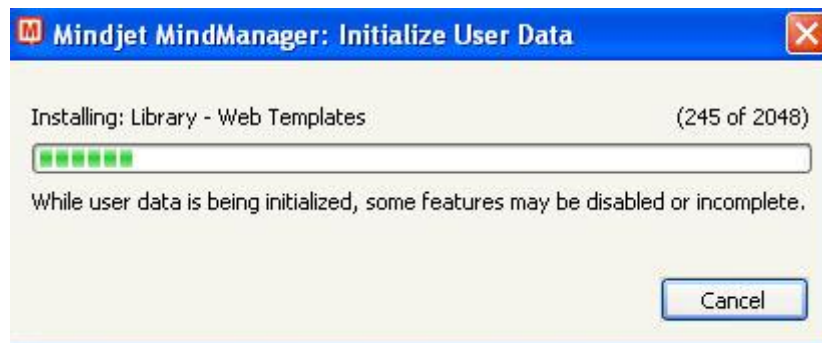 Mindjet MindManager: Initialize User Data
Installing: Library - Web Templates (245 of 2048)
While user data is being initialized, some features may be disabled or incomplete.
Cancel